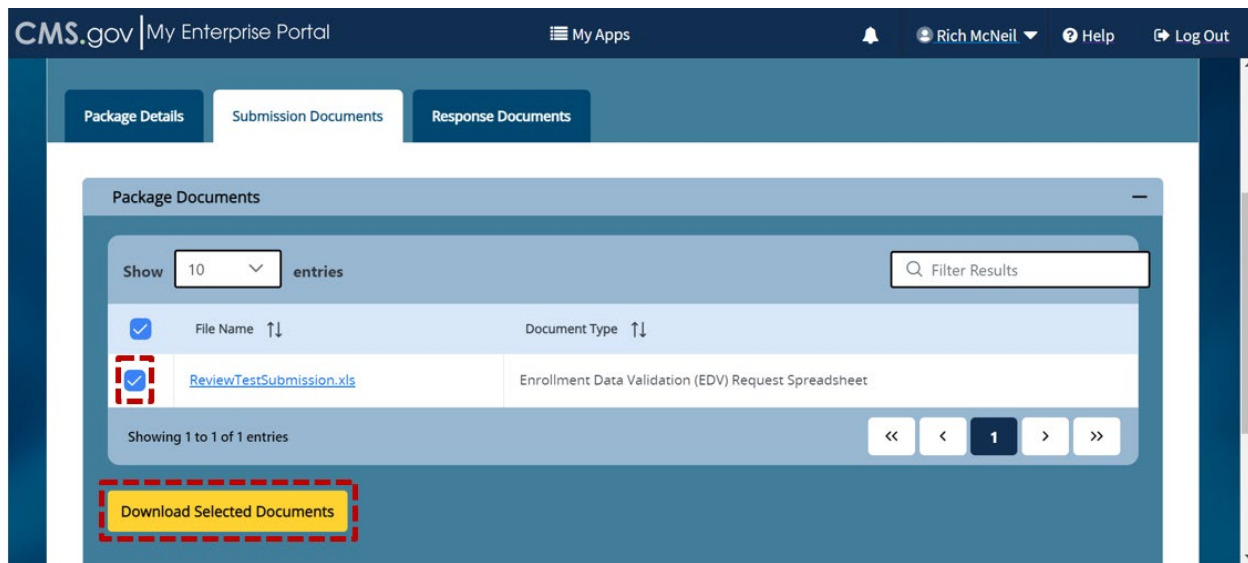 CMS.gov My Enterprise Portal My Apps Rich McNeil Help Log Out
Package Details Submission Documents Response Documents
Package Documents
Show 10 entries Filter Results
File Name Document Type
ReviewTestSubmission.xls Enrollment Data Validation (EDV) Request Spreadsheet
Showing 1 to 1 of 1 entries « < 1 > »
Download Selected Documents